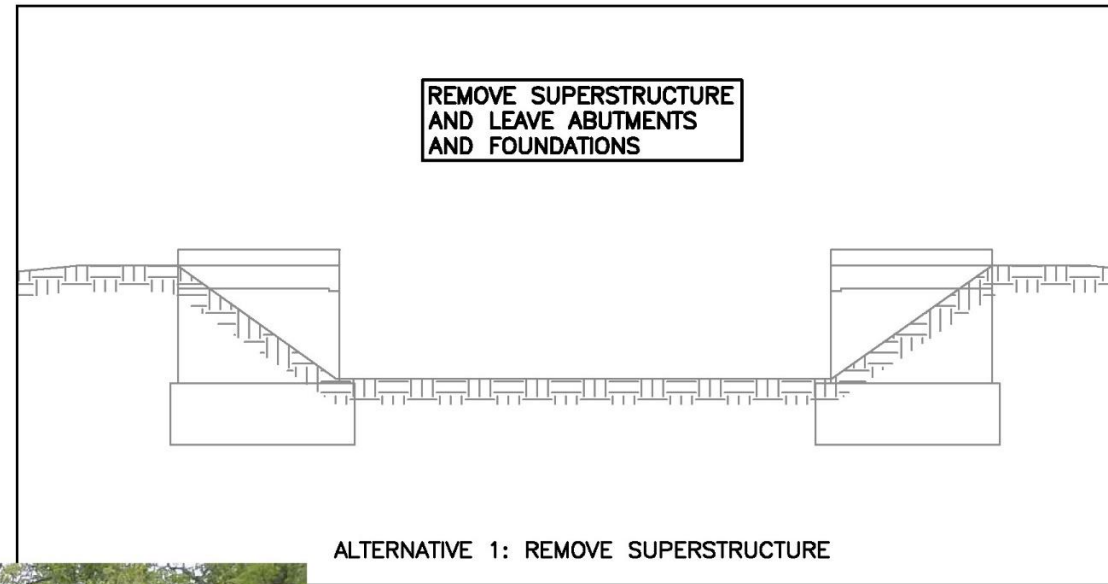 REMOVE SUPERSTRUCTURE
AND LEAVE ABUTMENTS
AND FOUNDATIONS
ALTERNATIVE 1: REMOVE SUPERSTRUCTURE